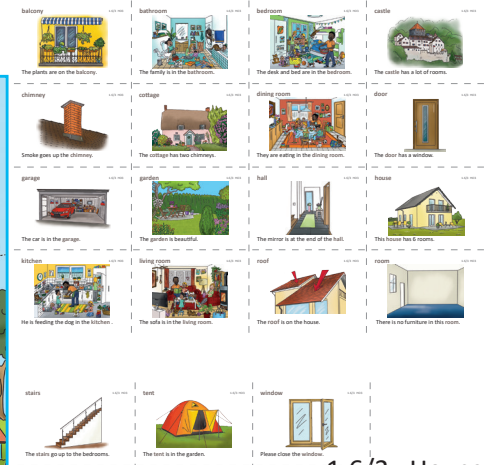 balcony
bathroom
bedroom
castle
The plants are on the balcony.
The family is in the bathroom.
The desk and bed are in the bedroom.
The castle has a lot of rooms.
chimney
cottage
dining room
door
Smoke goes up the chimney.
The cottage has two chimneys.
They are eating in the dining room.
The door has a window.
garage
garden
hall
house
The car is in the garage.
The garden is beautiful.
The mirror is at the end of the hall.
This house has 6 rooms.
kitchen
living room
roof
room
He is feeding the dog in the kitchen .
The sofa is in the living room.
The roof is on the house.
There is no furniture in this room.
stairs
tent
window
The stairs go up to the bedrooms.
The tent is in the garden.
Please close the window.